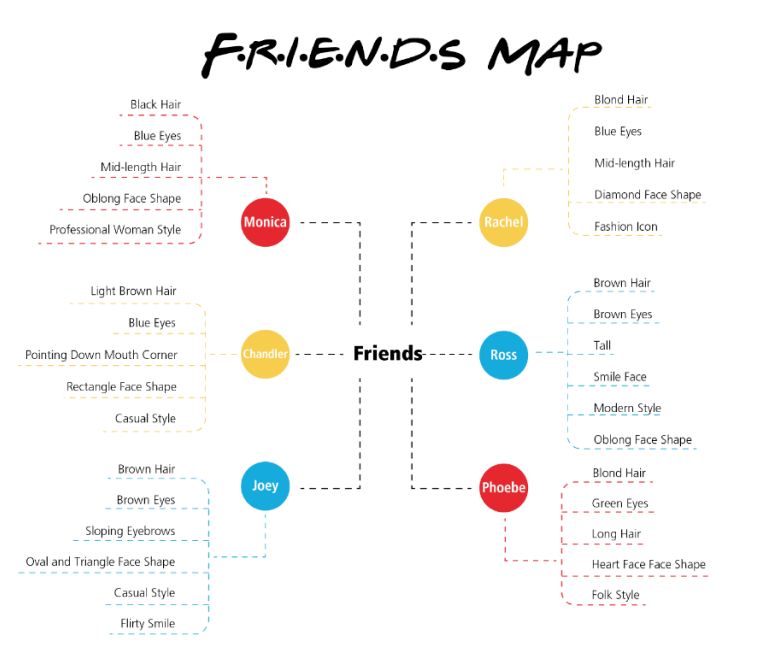 F.R.I.E.N.D.S MAP
Black Hair
Blue Eyes
Mid-length Hair
Oblong Face Shape
Professional Woman Style
Monica
Light Brown Hair
Blue Eyes
Pointing Down Mouth Corner
Rectangle Face Shape
Casual Style
Chandler
Brown Hair
Brown Eyes
Sloping Eyebrows
Oval and Triangle Face Shape
Casual Style
Flirty Smile
Joey
Friends
Rachel
Blond Hair
Blue Eyes
Mid-length Hair
Diamond Face Shape
Fashion Icon
Ross
Brown Hair
Brown Eyes
Tall
Smile Face
Modern Style
Oblong Face Shape
Phoebe
Blond Hair
Green Eyes
Long Hair
Heart Face Face Shape
Folk Style